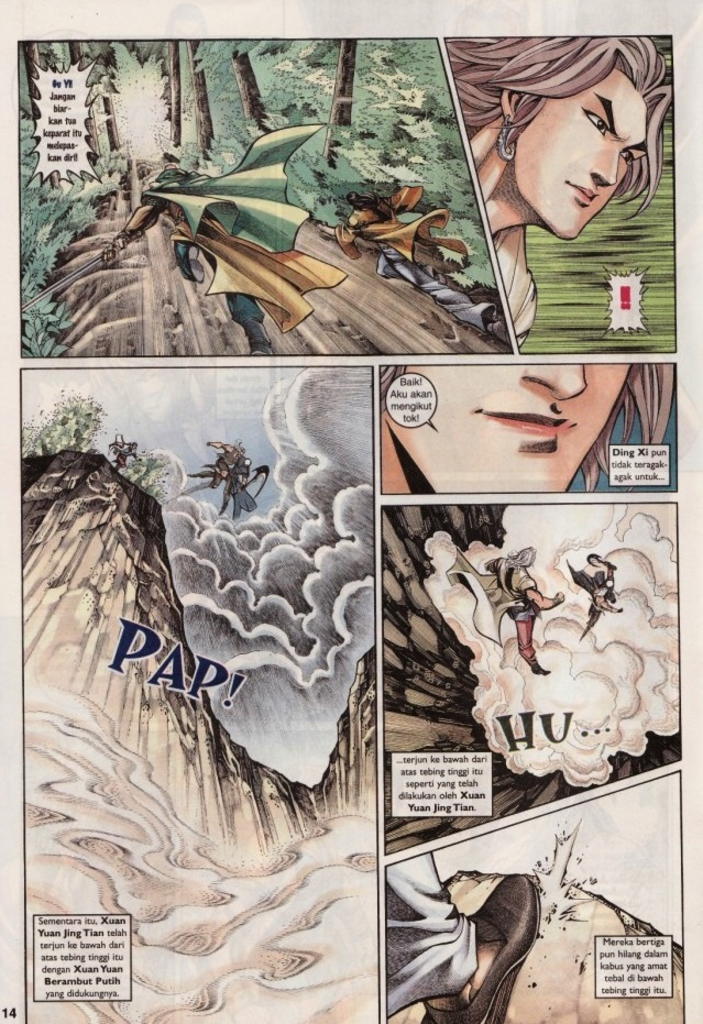 Gu Yi!
Jangan
biar-
kan
keparat itu
melepas-
kan diri!
!
Baik!
Aku akan
mengikut
tok!
Ding Xi pun
tidak teragak-
agak untuk...
PAP!
Sementara itu, Xuan
Yuan Jing Tian telah
terjun ke bawah dari
atas tebing tinggi itu
dengan Xuan Yuan
Berambut Putih
yang didukungnya.
HU...
...terjun ke bawah dari
atas tebing tinggi itu
seperti yang telah
dilakukan oleh Xuan
Yuan Jing Tian.
Mereka bertiga
pun hilang dalam
kabus yang amat
tebal di bawah
tebing tinggi itu.
14